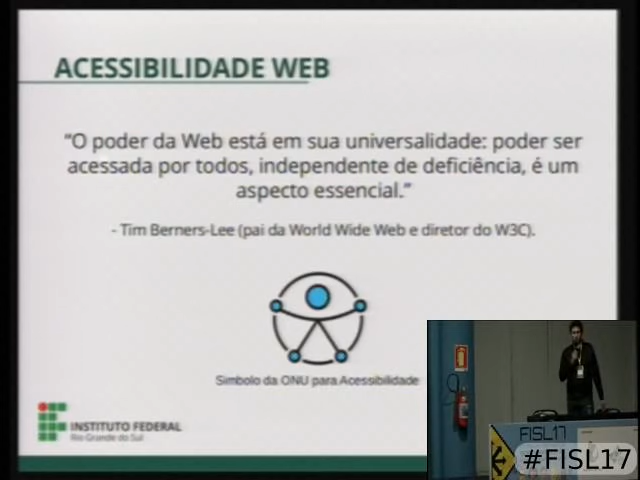 ACESSIBILIDADE WEB
“O poder da Web está em sua universalidade: poder ser
acessada por todos, independente de deficiência, é um
aspecto essencial.”
- Tim Berners-Lee (pai da World Wide Web e diretor do W3C).
Símbolo da ONU para Acessibilidade
INSTITUTO FEDERAL
Rio Grande do Sul
FISL17
#FISL17